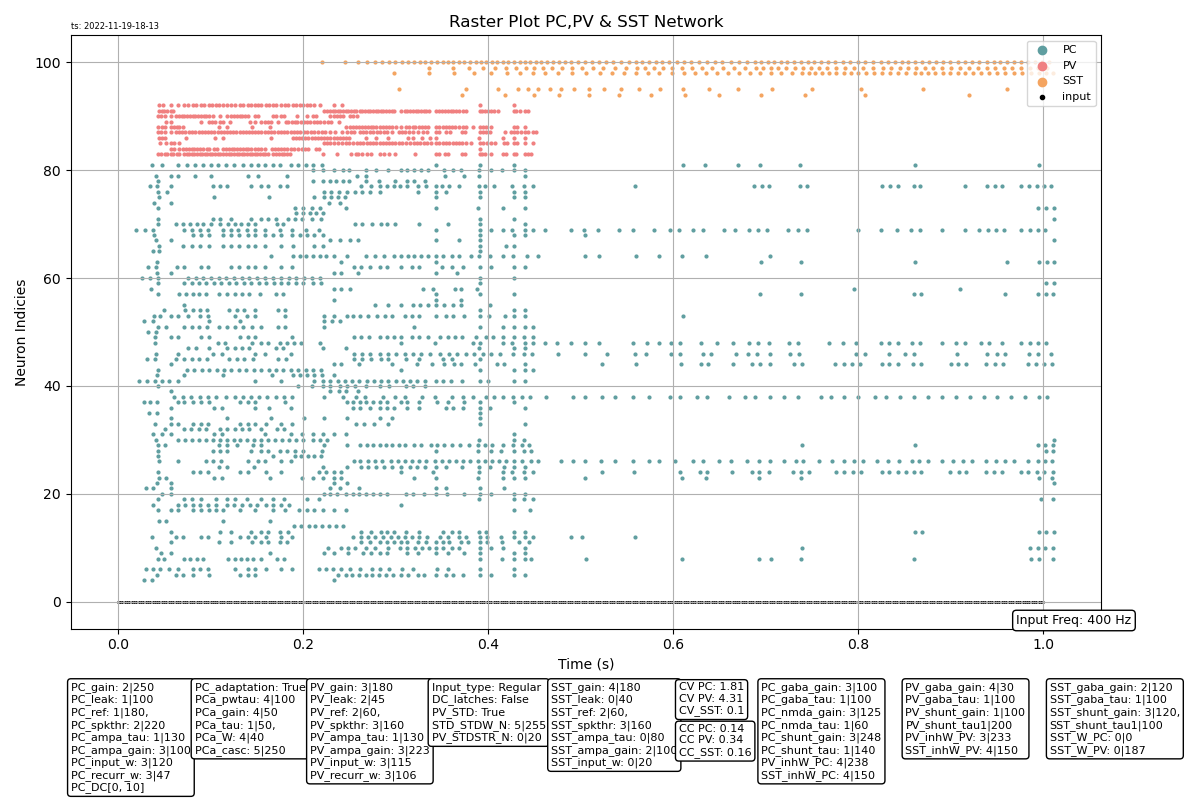 ts: 2022-11-19-18-13
Raster Plot PC,PV & SST Network
PC
PV
SST
input
Neuron Indicies
100
80
60
40
20
0
0.0 0.2 0.4 0.6 0.8 1.0
Time (s)
Input Freq: 400 Hz
PC_gain: 2|250
PC_leak: 1|100
PC_ref: 1|180,
PC_spkthr: 2|220
PC_ampa_tau: 1|130
PC_ampa_gain: 3|100
PC_input_w: 3|120
PC_recurr_w: 3|47
PC_DC[0, 10]
PC_adaptation: True
PCa_pwtau: 4|100
PCa_gain: 4|50
PCa_tau: 1|50,
PCa_W: 4|40
PCa_casc: 5|250
PV_gain: 3|180
PV_leak: 2|45
PV_ref: 2|60,
PV_spkthr: 3|160
PV_ampa_tau: 1|130
PV_ampa_gain: 3|223
PV_input_w: 3|115
PV_recurr_w: 3|106
Input_type: Regular
DC_latches: False
PV_STD: True
STD_STDW_N: 5|255
PV_STDSTR_N: 0|20
SST_gain: 4|180
SST_leak: 0|40
SST_ref: 2|60,
SST_spkthr: 3|160
SST_ampa_tau: 0|80
SST_ampa_gain: 2|100
SST_input_w: 0|20
CV PC: 1.81
CV PV: 4.31
CV_SST: 0.1
CC PC: 0.14
CC PV: 0.34
CC_SST: 0.16
PC_gaba_gain: 3|100
PC_gaba_tau: 1|100
PC_nmda_gain: 3|125
PC_nmda_tau: 1|60
PC_shunt_gain: 3|248
PC_shunt_tau: 1|140
PV_inhW_PC: 4|238
SST_inhW_PC: 4|150
PV_gaba_gain: 4|30
PV_gaba_tau: 1|100
PV_shunt_gain: 1|100
PV_shunt_tau1|200
PV_inhW_PV: 3|233
SST_inhW_PV: 4|150
SST_gaba_gain: 2|120
SST_gaba_tau: 1|100
SST_shunt_gain: 3|120,
SST_shunt_tau1|100
SST_W_PC: 0|0
SST_W_PV: 0|187